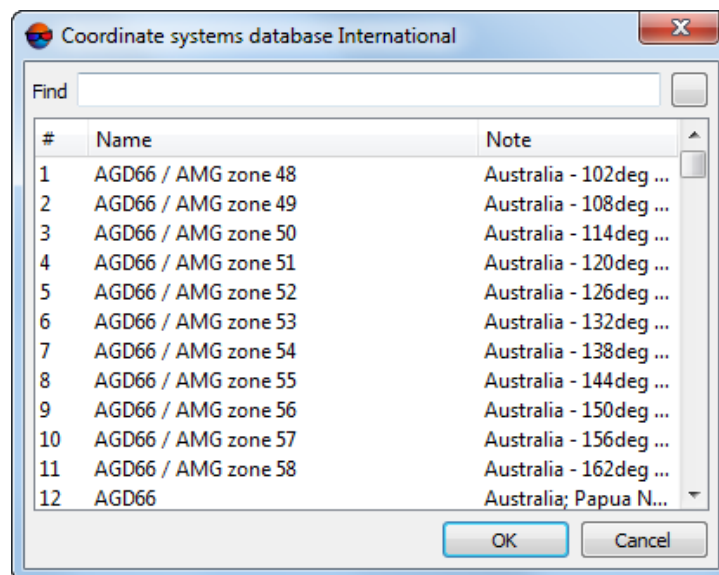 Coordinate systems database International
Find
# Name Note
1 AGD66 / AMG zone 48 Australia - 102deg ...
2 AGD66 / AMG zone 49 Australia - 108deg ...
3 AGD66 / AMG zone 50 Australia - 114deg ...
4 AGD66 / AMG zone 51 Australia - 120deg ...
5 AGD66 / AMG zone 52 Australia - 126deg ...
6 AGD66 / AMG zone 53 Australia - 132deg ...
7 AGD66 / AMG zone 54 Australia - 138deg ...
8 AGD66 / AMG zone 55 Australia - 144deg ...
9 AGD66 / AMG zone 56 Australia - 150deg ...
10 AGD66 / AMG zone 57 Australia - 156deg ...
11 AGD66 / AMG zone 58 Australia - 162deg ...
12 AGD66 Australia; Papua N...
OK Cancel